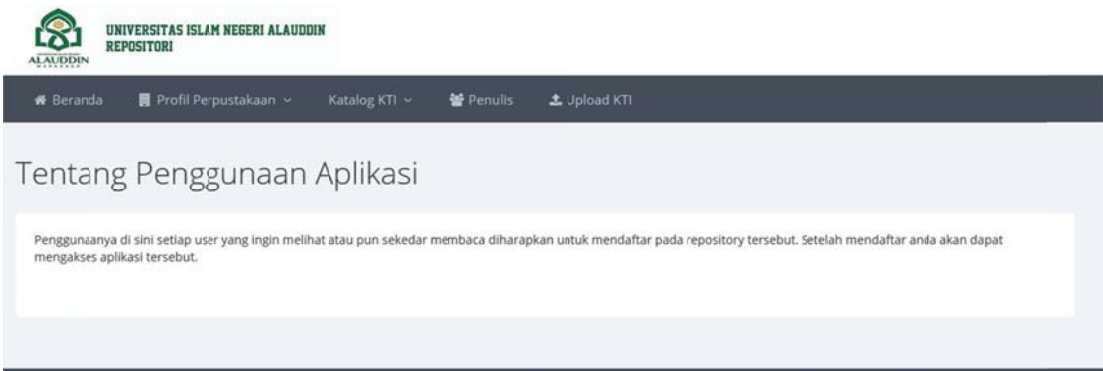 UNIVERSITAS ISLAM NEGERI ALAUDDIN
REPOSITORI
ALAUDDIN
MAKASSAR
Beranda
Profil Perpustakaan
Katalog KTI
Penulis
Upload KTI
Tentang Penggunaan Aplikasi
Penggunaanya di sini setiap user yang ingin melihat atau pun sekedar membaca diharapkan untuk mendaftar pada repository tersebut. Setelah mendaftar anda akan dapat
mengakses aplikasi tersebut.